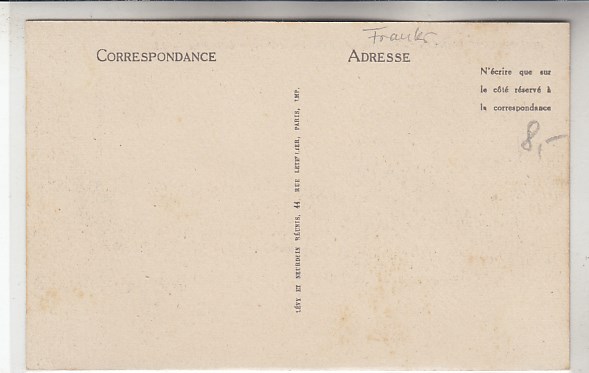 Frankr.
CORRESPONDANCE
ADRESSE
N'écrire que sur
le côté réservé à
la correspondance
8,-
LÉVY ET NEURDEIN RÉUNIS, 44, RUE LETELLIER, PARIS, IMP.